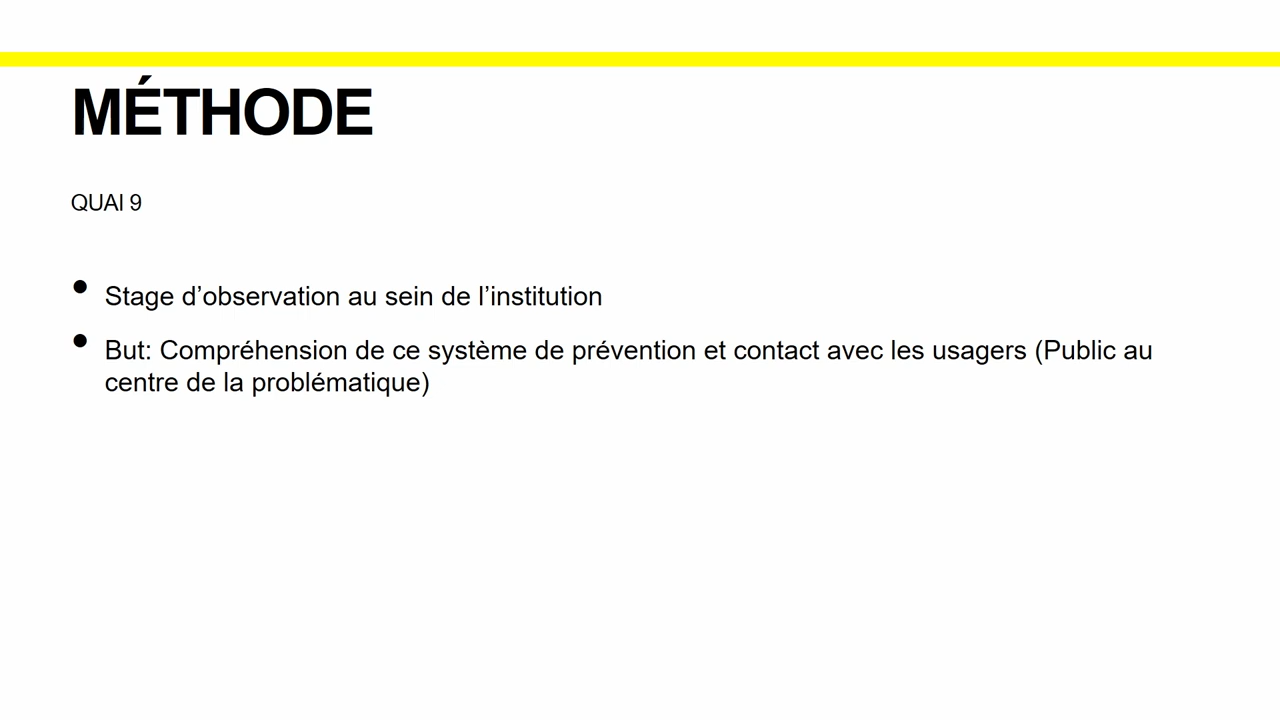 MÉTHODE
QUAI 9
• Stage d’observation au sein de l’institution
• But: Compréhension de ce système de prévention et contact avec les usagers (Public au
centre de la problématique)